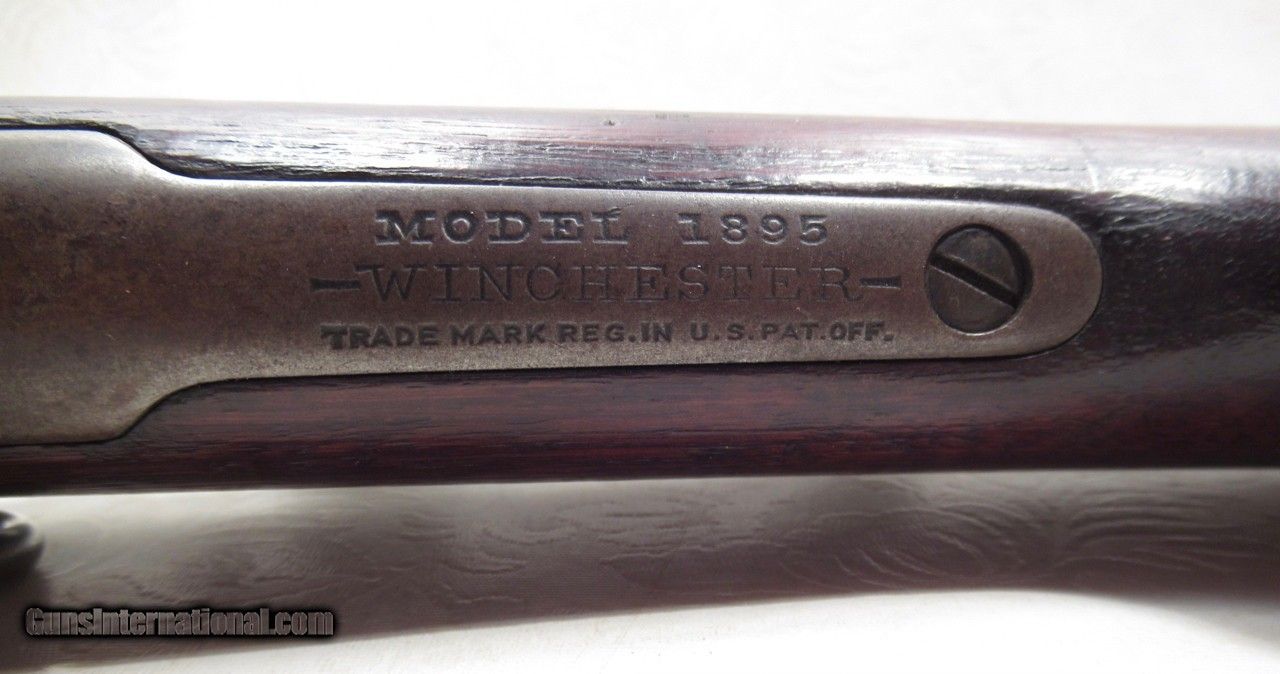 MODEL 1895
WINCHESTER
TRADE MARK REG. IN U.S. PAT. OFF.
GunsInternational.com